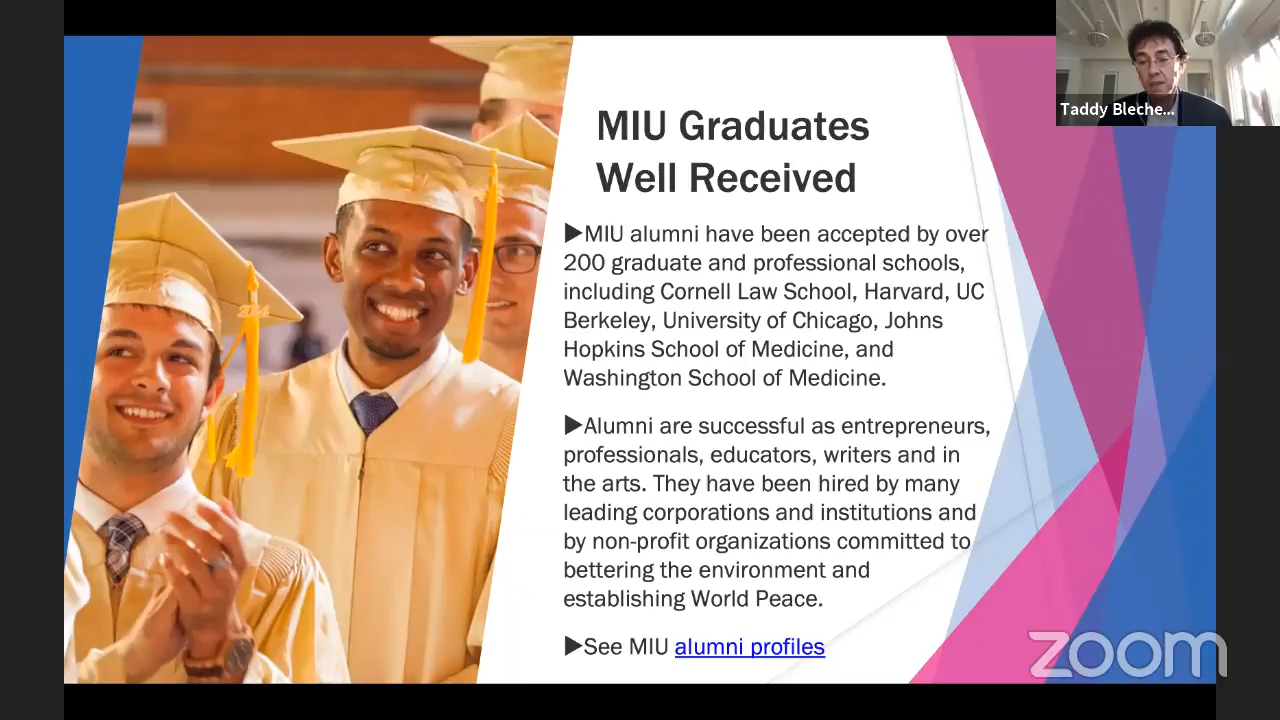 Taddy Bleche...
MIU Graduates
Well Received
▶MIU alumni have been accepted by over
200 graduate and professional schools,
including Cornell Law School, Harvard, UC
Berkeley, University of Chicago, Johns
Hopkins School of Medicine, and
Washington School of Medicine.
▶Alumni are successful as entrepreneurs,
professionals, educators, writers and in
the arts. They have been hired by many
leading corporations and institutions and
by non-profit organizations committed to
bettering the environment and
establishing World Peace.
▶See MIU alumni profiles
zoom